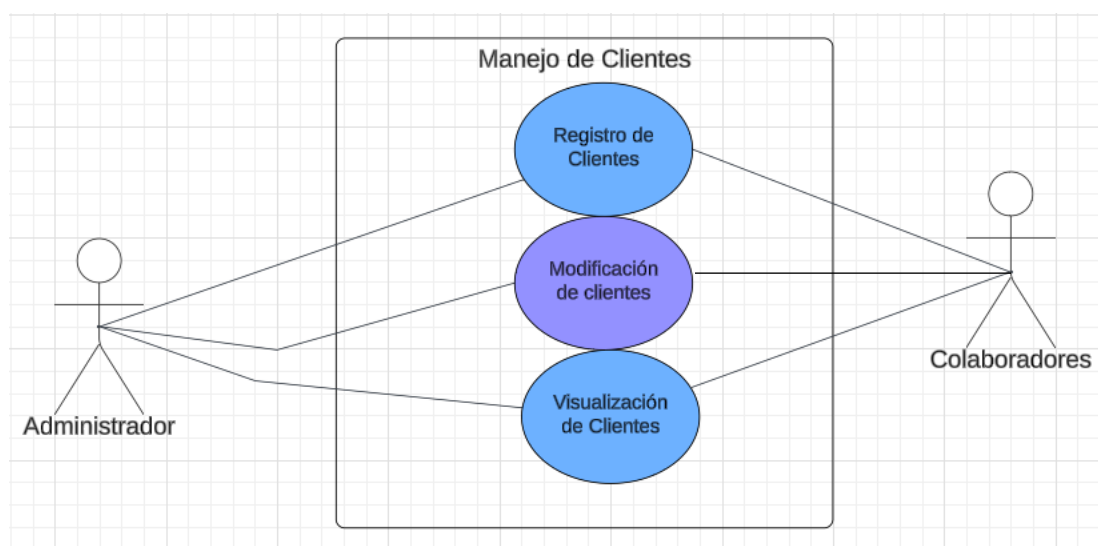 Manejo de Clientes
Registro de
Clientes
Modificación
de clientes
Colaboradores
Visualización
de Clientes
Administrador